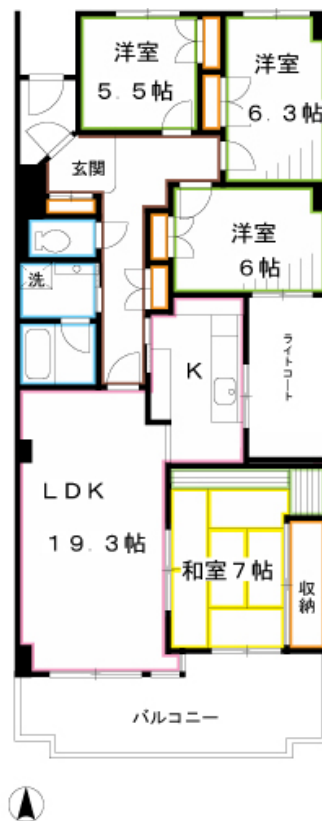 洋室
5.5帖
洋室
6.3帖
玄関
洋室
6帖
洗
K
ライトコート
LDK
19.3帖
和室7帖
収納
バルコニー